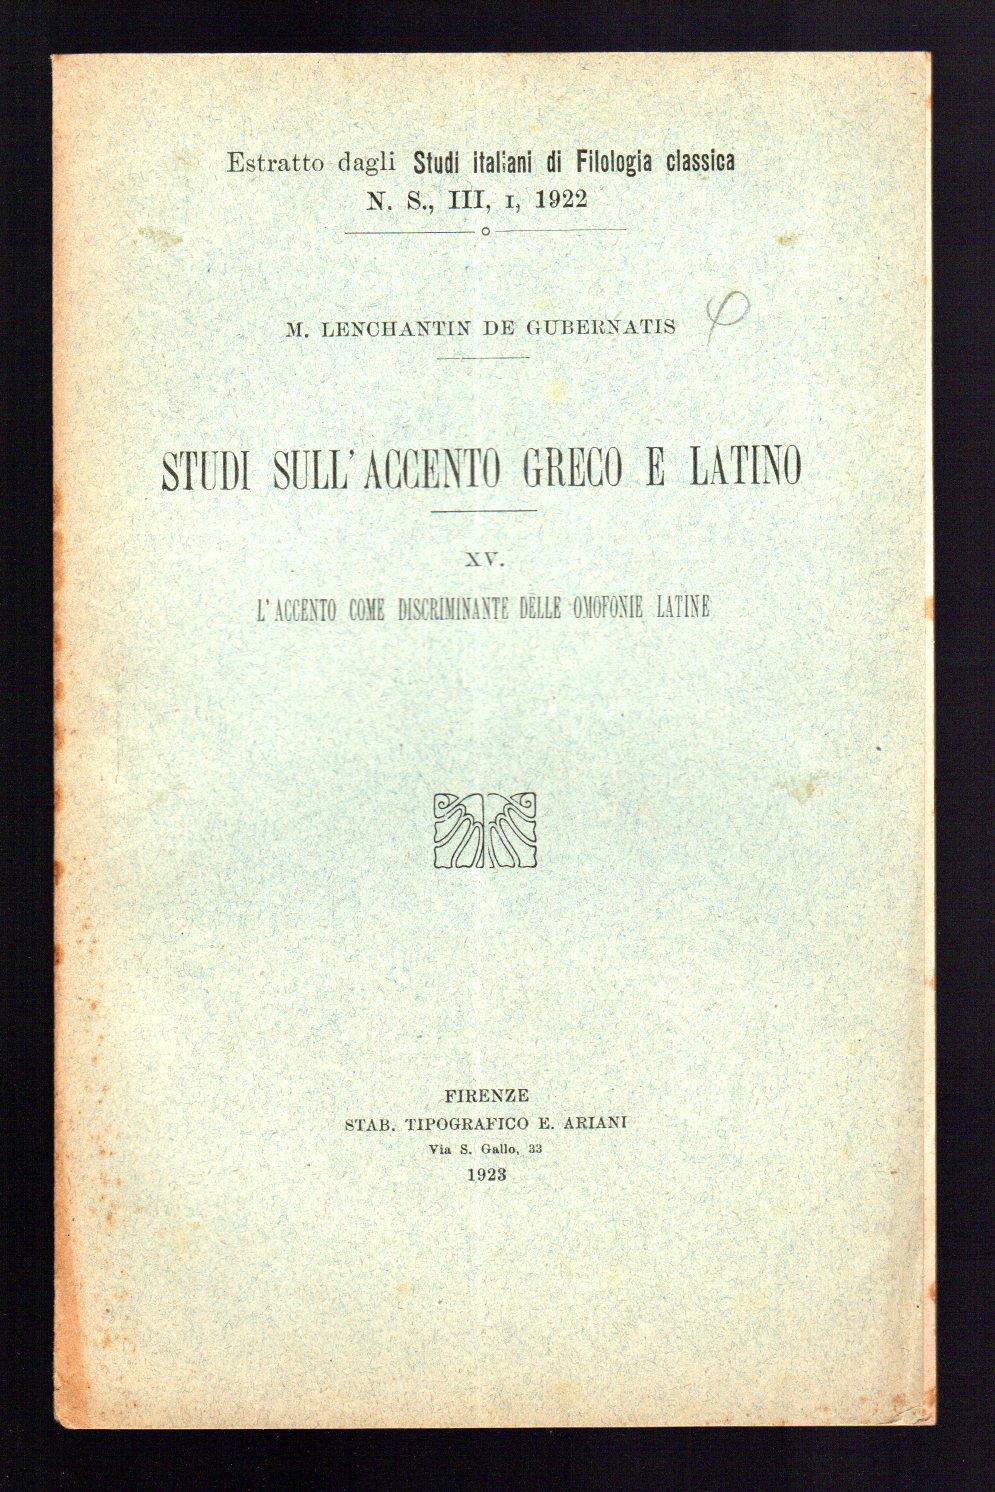 Estratto dagli Studi italiani di Filologia classica
N. S., III, I, 1922
M. LENCHANTIN DE GUBERNATIS
φ
STUDI SULL'ACCENTO GRECO E LATINO
XV.
L'ACCENTO COME DISCRIMINANTE DELLE OMOFONIE LATINE
FIRENZE
STAB. TIPOGRAFICO E. ARIANI
Via S. Gallo, 33
1923